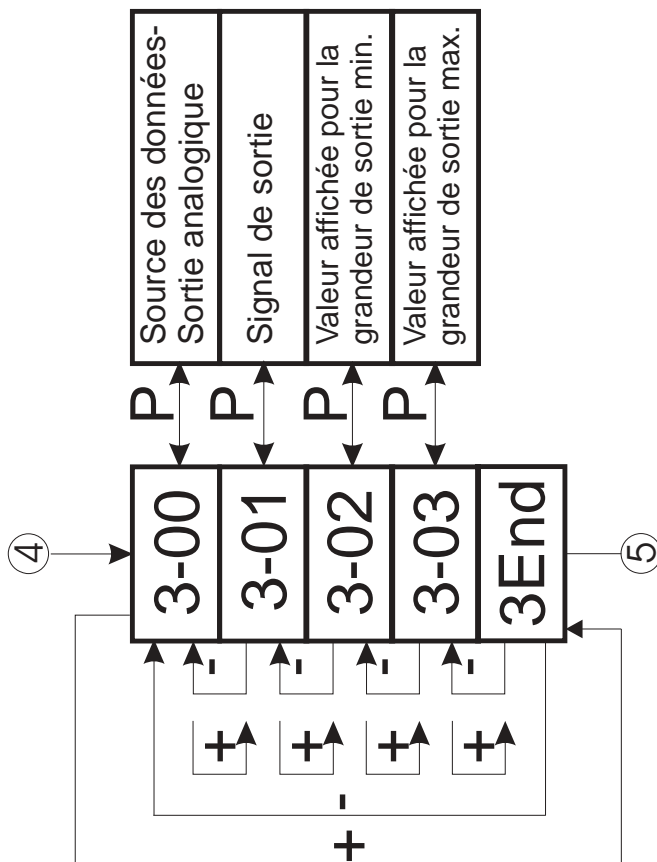 4
3-00
P
Source des données-
Sortie analogique
- +
3-01
P
Signal de sortie
- +
3-02
P
Valeur affichée pour la
grandeur de sortie min.
- +
3-03
P
Valeur affichée pour la
grandeur de sortie max.
- +
3End
5
-
+